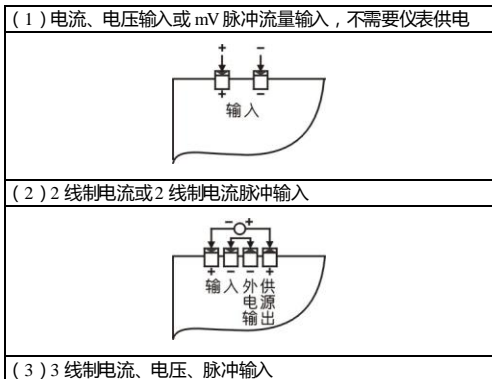 （1）电流、电压输入或 mV 脉冲流量输入，不需要仪表供电
+ −
+ −
输入
（2）2 线制电流或 2 线制电流脉冲输入
− +
+ − − +
输入 外供
电源
输出
（3）3 线制电流、电压、脉冲输入